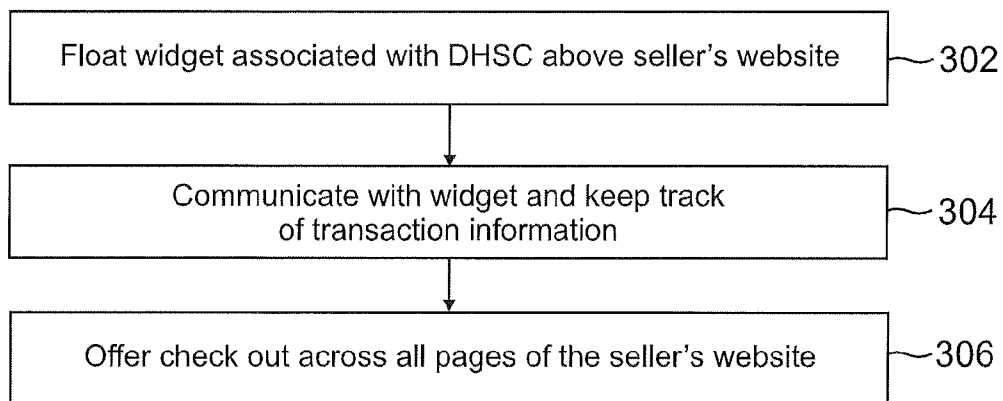 Float widget associated with DHSC above seller's website
302
Communicate with widget and keep track
of transaction information
304
Offer check out across all pages of the seller's website
306